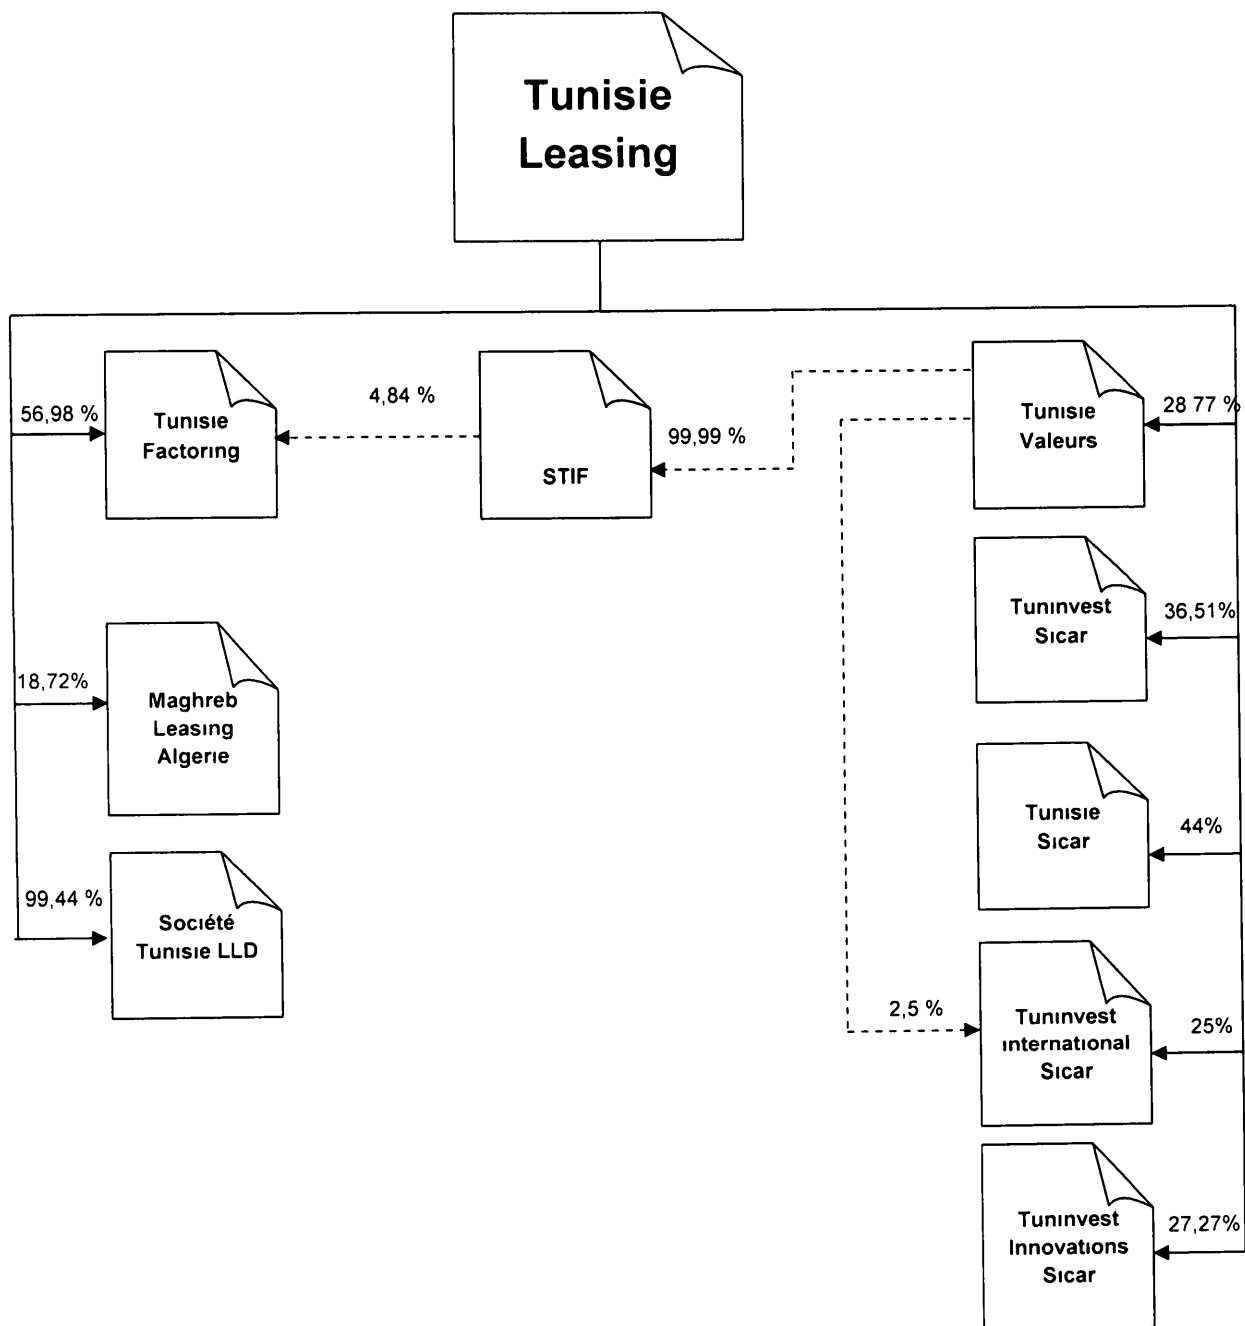 Tunisie
Leasing
56,98 %
Tunisie
Factoring
4,84 %
STIF
99,99 %
Tunisie
Valeurs
28 77 %
Tuninvest
Sicar
36,51%
18,72%
Maghreb
Leasing
Algerie
Tunisie
Sicar
44%
99,44 %
Société
Tunisie LLD
2,5 %
Tuninvest
international
Sicar
25%
Tuninvest
Innovations
Sicar
27,27%